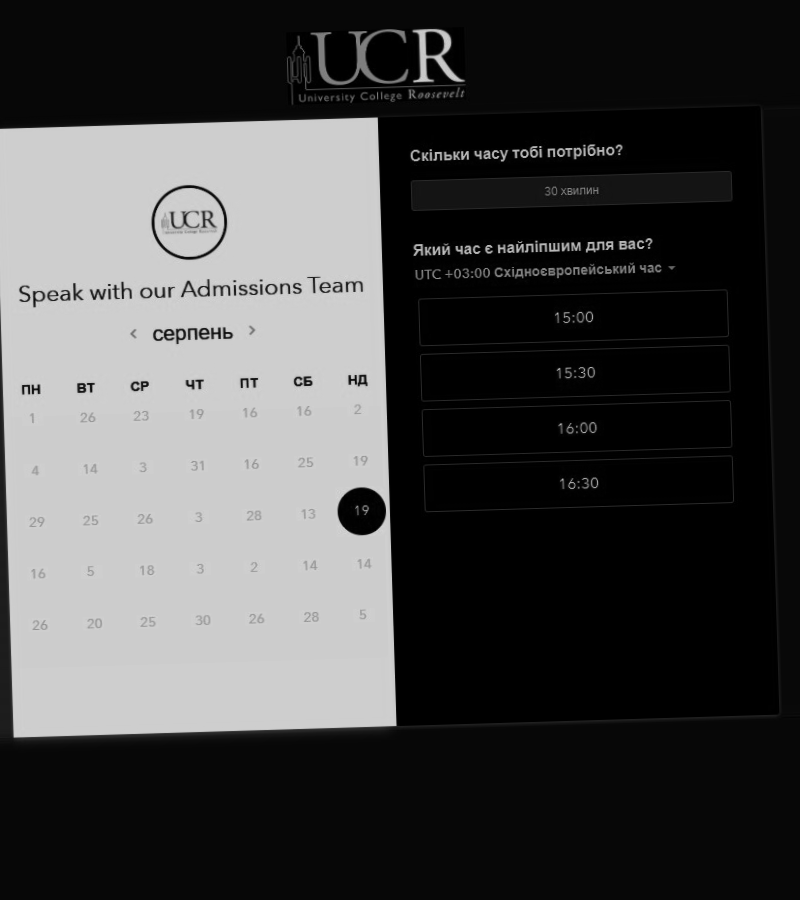 UCR
University College Roosevelt
UCR
Speak with our Admissions Team
серпень
ПН ВТ СР ЧТ ПТ СБ НД
1 26 23 19 16 16 2
4 14 3 31 16 25 19
29 25 26 3 28 13 19
16 5 18 3 2 14 14
26 20 25 30 26 28 5
Скільки часу тобі потрібно?
30 хвилин
Який час є найліпшим для вас?
UTC +03:00 Східноєвропейський час
15:00
15:30
16:00
16:30